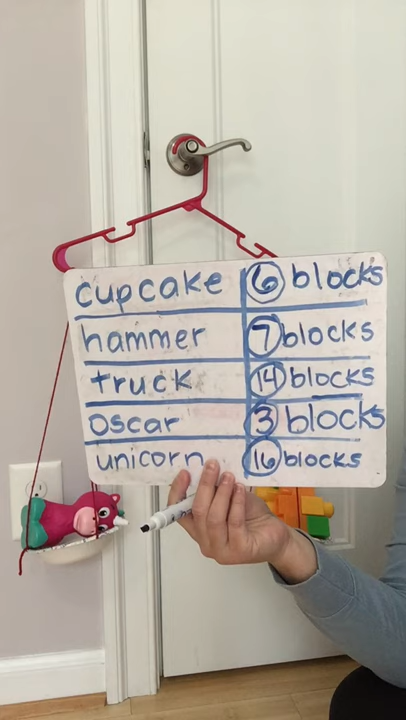 cupcake 6 blocks
hammer 7 blocks
truck 14 blocks
oscar 3 blocks
unicorn 16 blocks